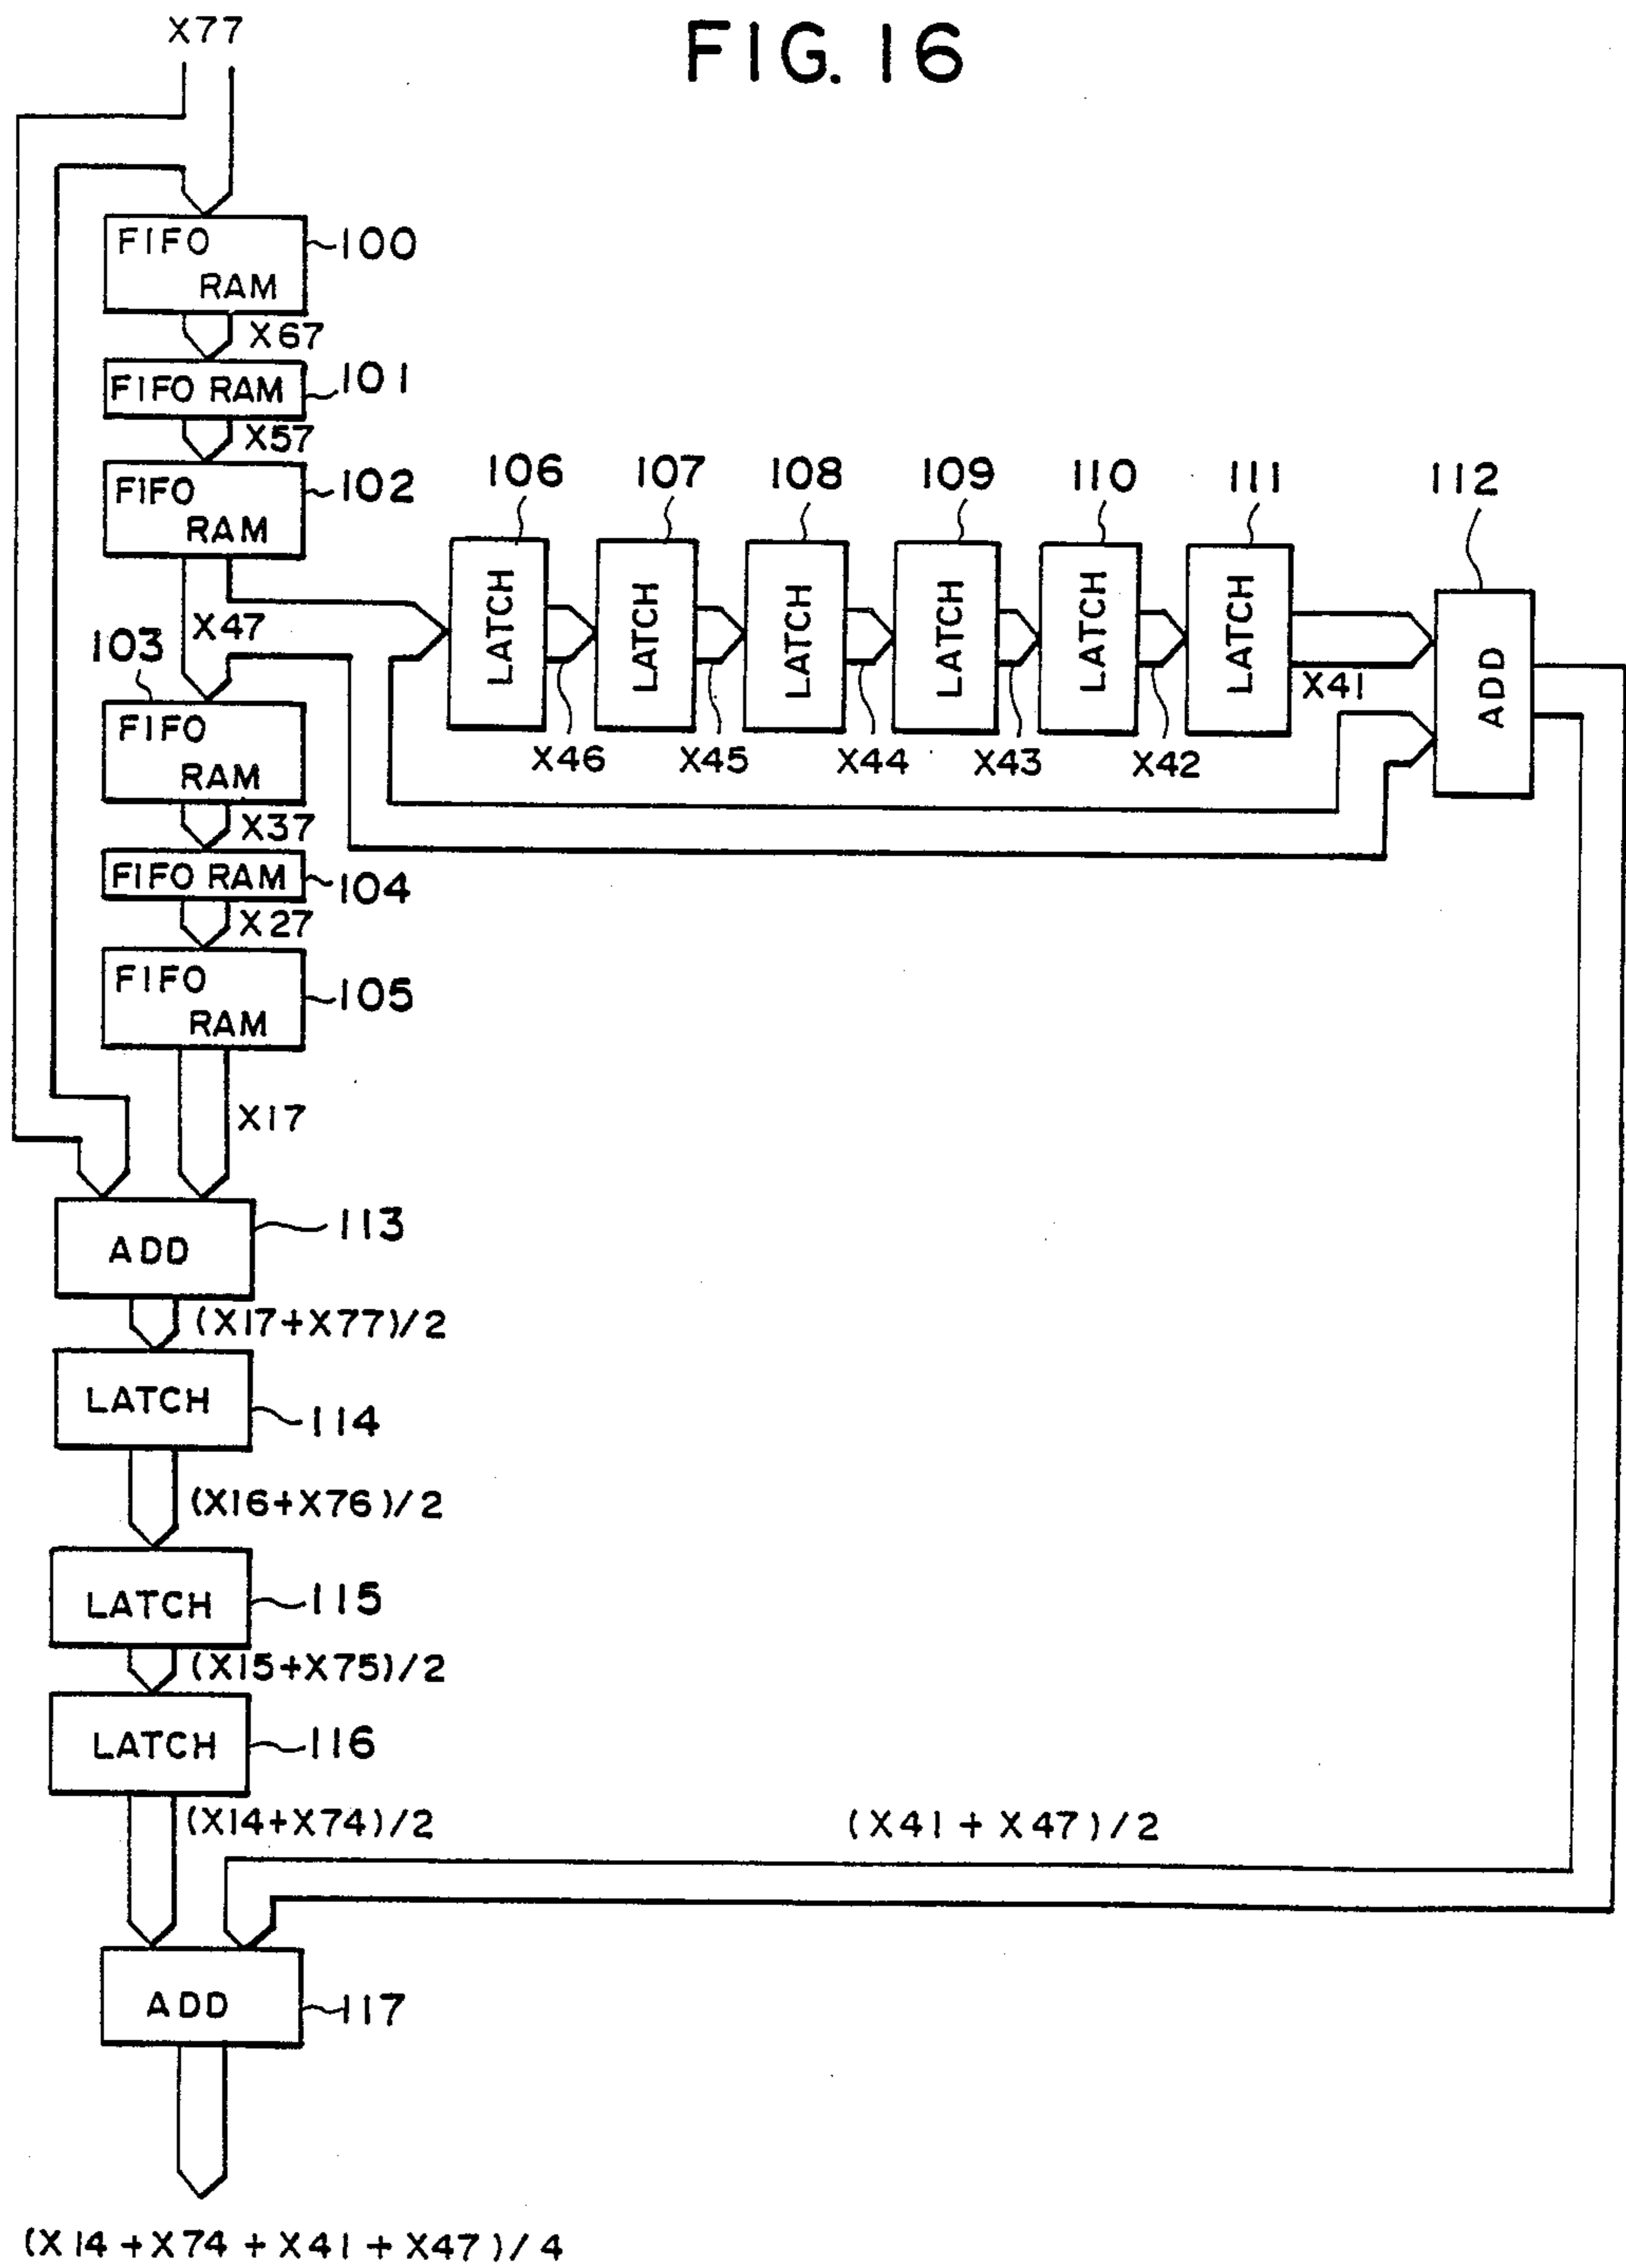 FIG. 16
X77
FIFO
RAM
100
X67
FIFO RAM
101
X57
FIFO
RAM
102
X47
103
FIFO
RAM
X37
FIFO RAM
104
X27
FIFO
RAM
105
X17
106
107
108
109
110
111
112
LATCH
LATCH
LATCH
LATCH
LATCH
LATCH
ADD
X46
X45
X44
X43
X42
X41
ADD
113
(X17+X77)/2
LATCH
114
(X16+X76)/2
LATCH
115
(X15+X75)/2
LATCH
116
(X14+X74)/2
(X41+X47)/2
ADD
117
(X14+X74+X41+X47)/4